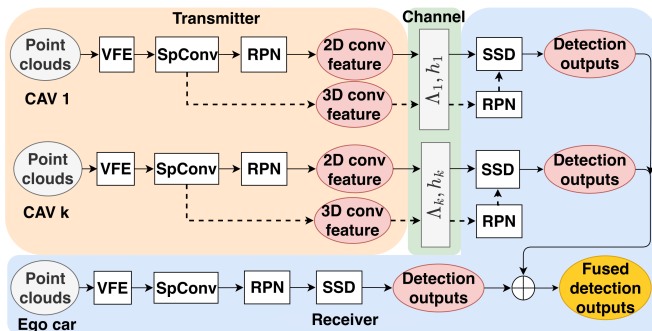 Transmitter
Channel
Point clouds
VFE
SpConv
RPN
2D conv feature
3D conv feature
Λ₁, h₁
SSD
RPN
Detection outputs
CAV 1
Point clouds
VFE
SpConv
RPN
2D conv feature
3D conv feature
Λₖ, hₖ
SSD
RPN
Detection outputs
CAV k
Point clouds
VFE
SpConv
RPN
SSD
Detection outputs
Fused detection outputs
Ego car
Receiver